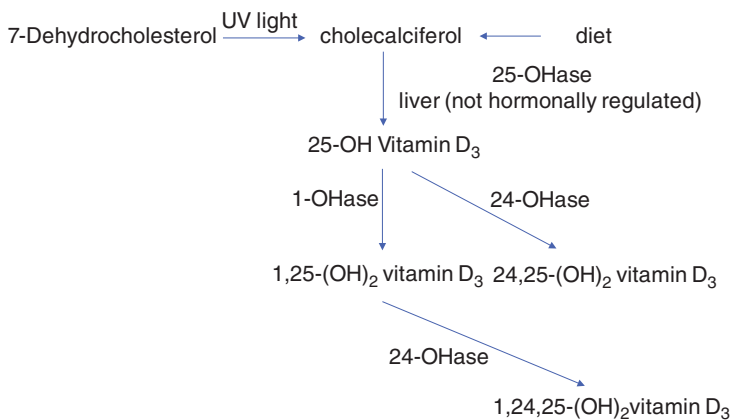 UV light
7-Dehydrocholesterol cholecalciferol diet
25-OHase
liver (not hormonally regulated)
25-OH Vitamin D₃
1-OHase 24-OHase
1,25-(OH)₂ vitamin D₃ 24,25-(OH)₂ vitamin D₃
24-OHase
1,24,25-(OH)₂vitamin D₃